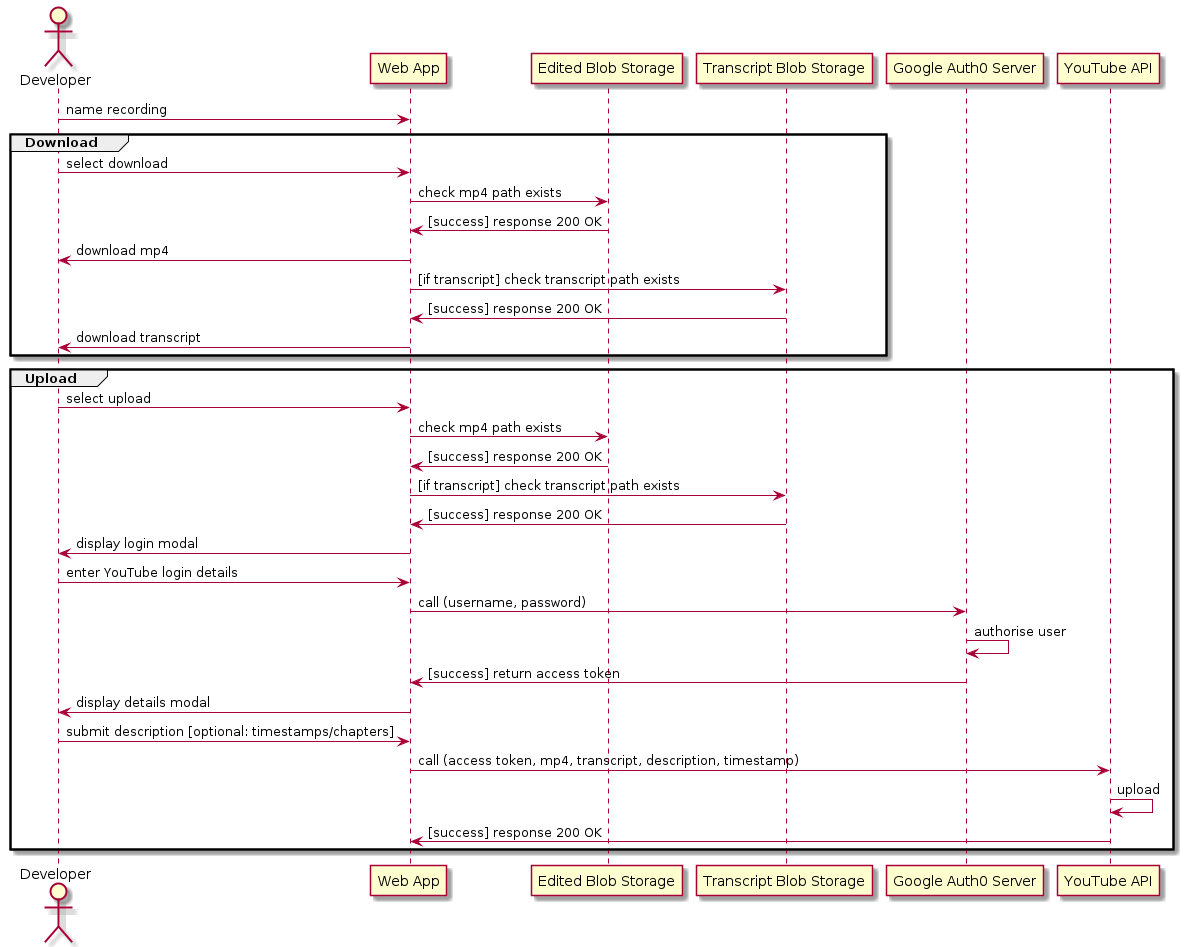 Developer
Web App
Edited Blob Storage
Transcript Blob Storage
Google Auth0 Server
YouTube API
name recording
Download
select download
check mp4 path exists
[success] response 200 OK
download mp4
[if transcript] check transcript path exists
[success] response 200 OK
download transcript
Upload
select upload
check mp4 path exists
[success] response 200 OK
[if transcript] check transcript path exists
[success] response 200 OK
display login modal
enter YouTube login details
call (username, password)
authorise user
[success] return access token
display details modal
submit description [optional: timestamps/chapters]
call (access token, mp4, transcript, description, timestamp)
upload
[success] response 200 OK
Developer
Web App
Edited Blob Storage
Transcript Blob Storage
Google Auth0 Server
YouTube API